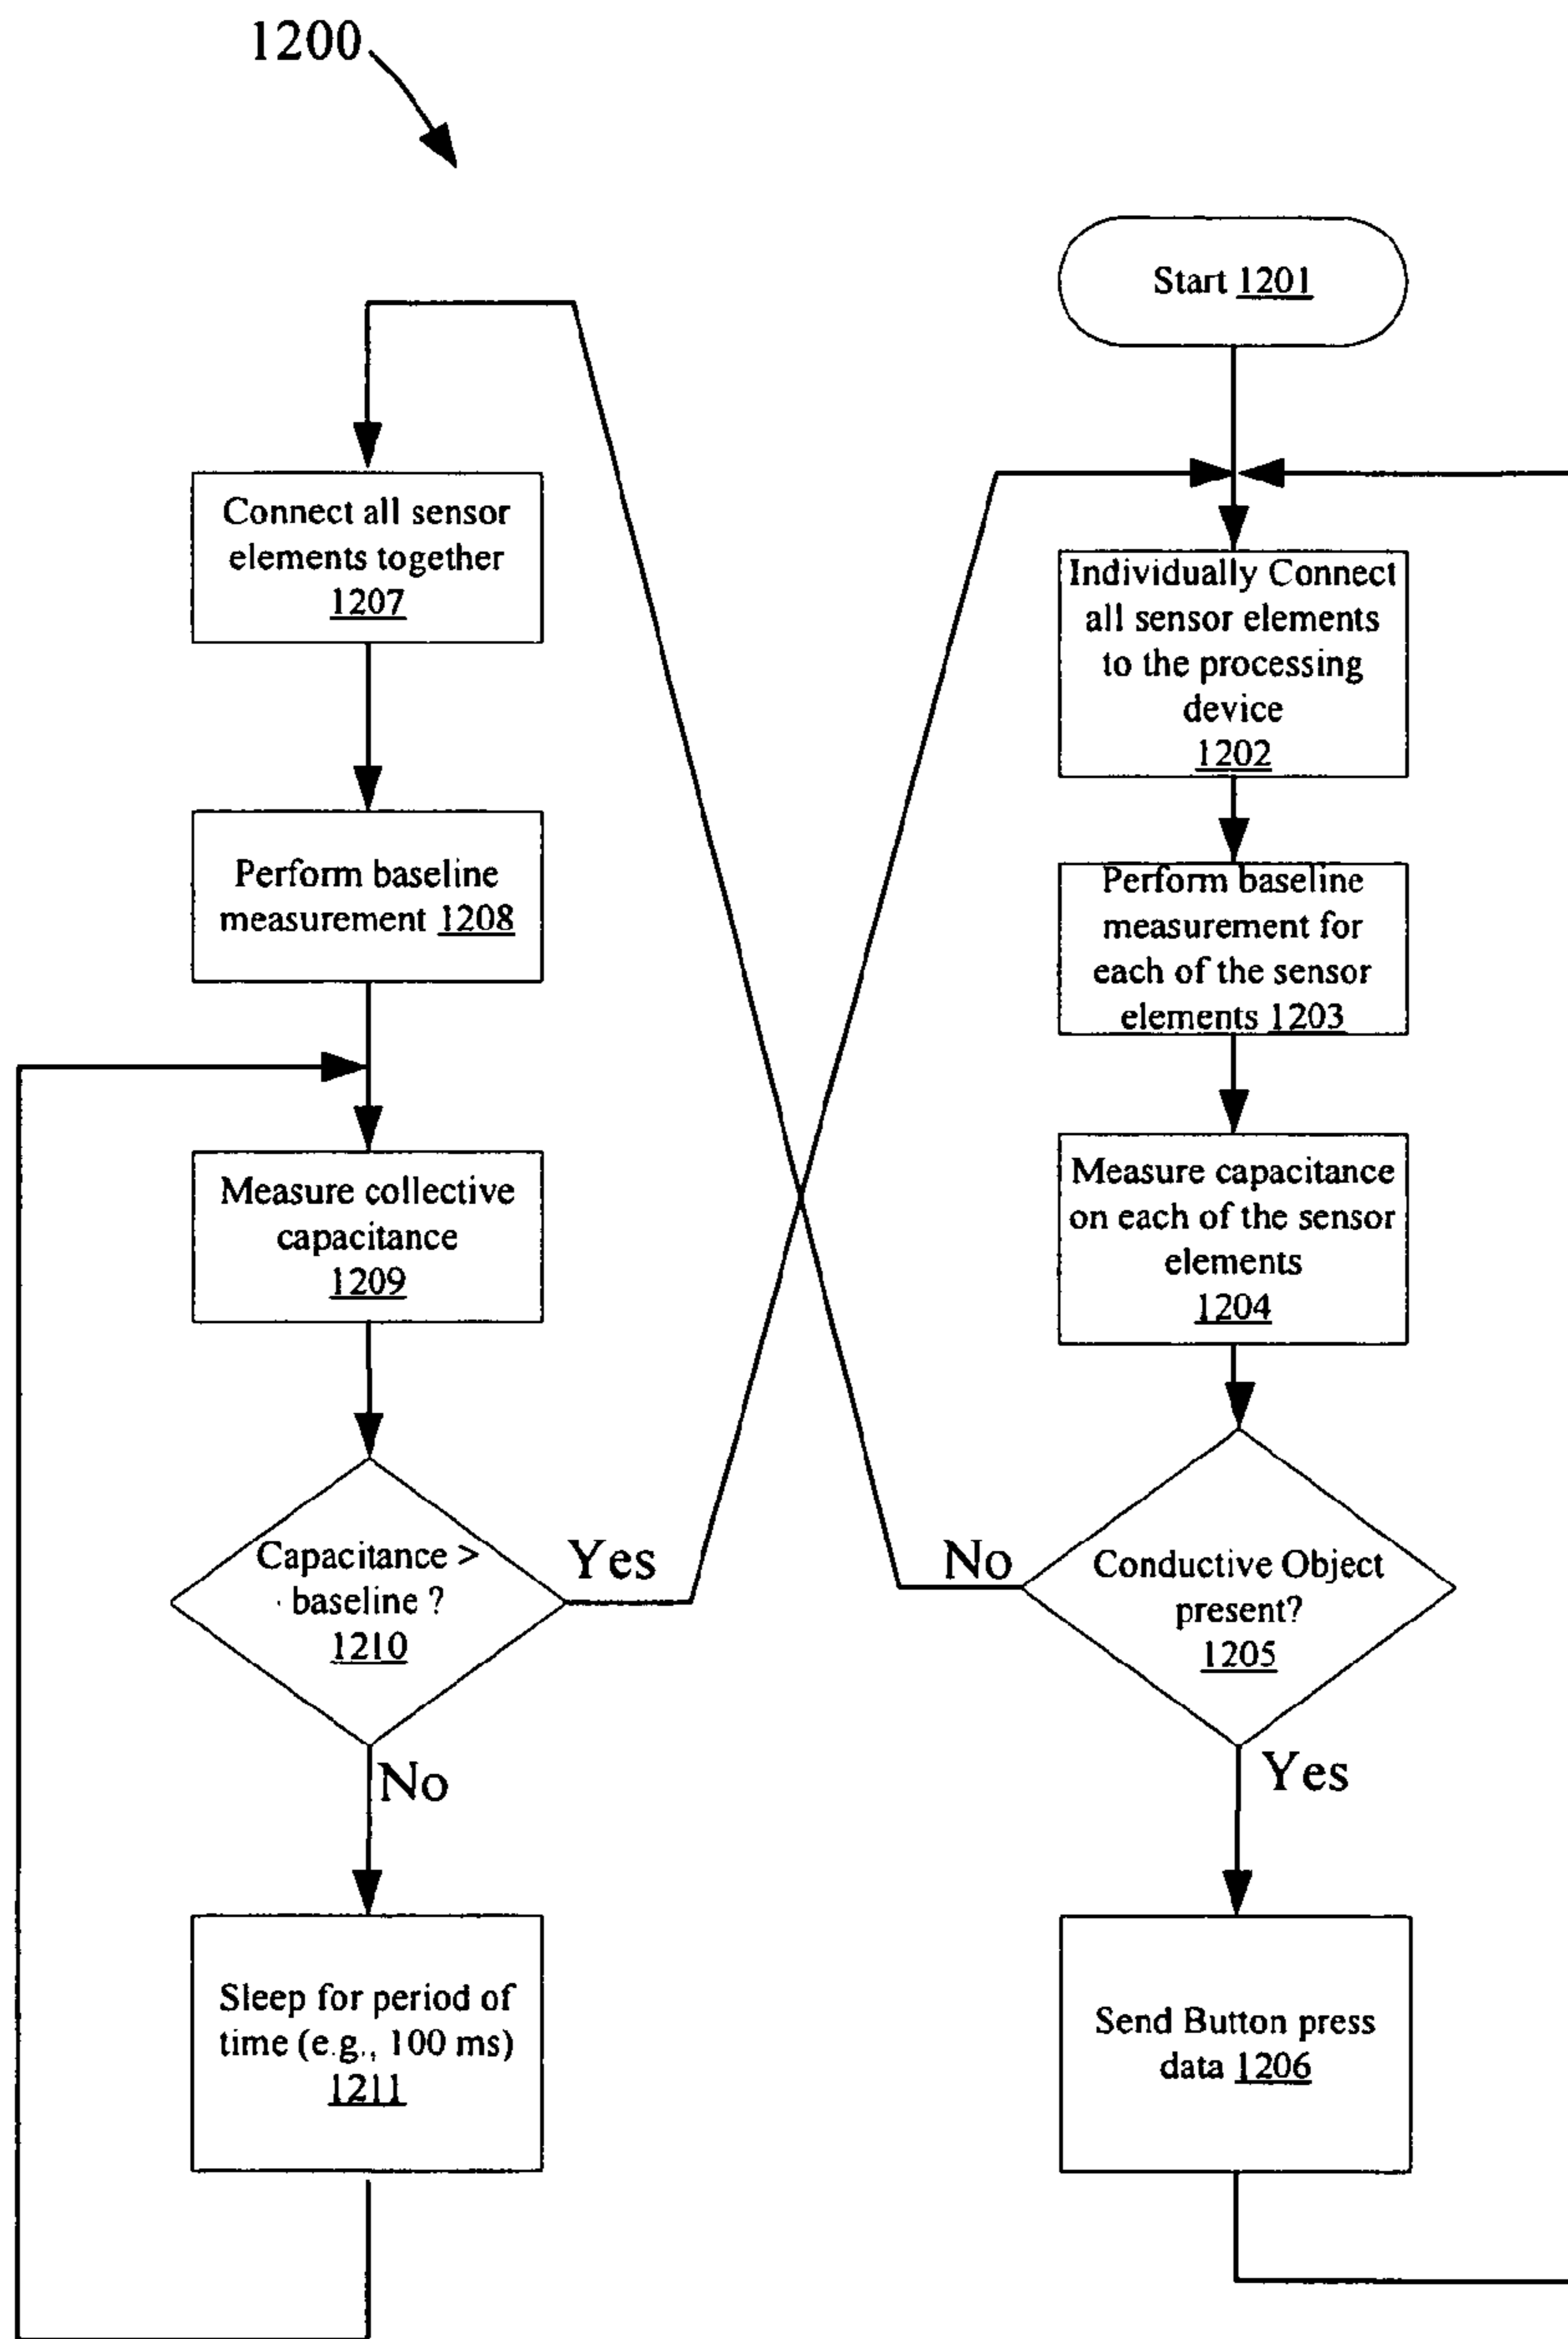 1200
Start 1201
Individually Connect
all sensor elements
to the processing
device
1202
Perform baseline
measurement for
each of the sensor
elements 1203
Measure capacitance
on each of the sensor
elements
1204
Conductive Object
present?
1205
No
Yes
Send Button press
data 1206
Connect all sensor
elements together
1207
Perform baseline
measurement 1208
Measure collective
capacitance
1209
Capacitance >
baseline ?
1210
Yes
No
Sleep for period of
time (e.g., 100 ms)
1211